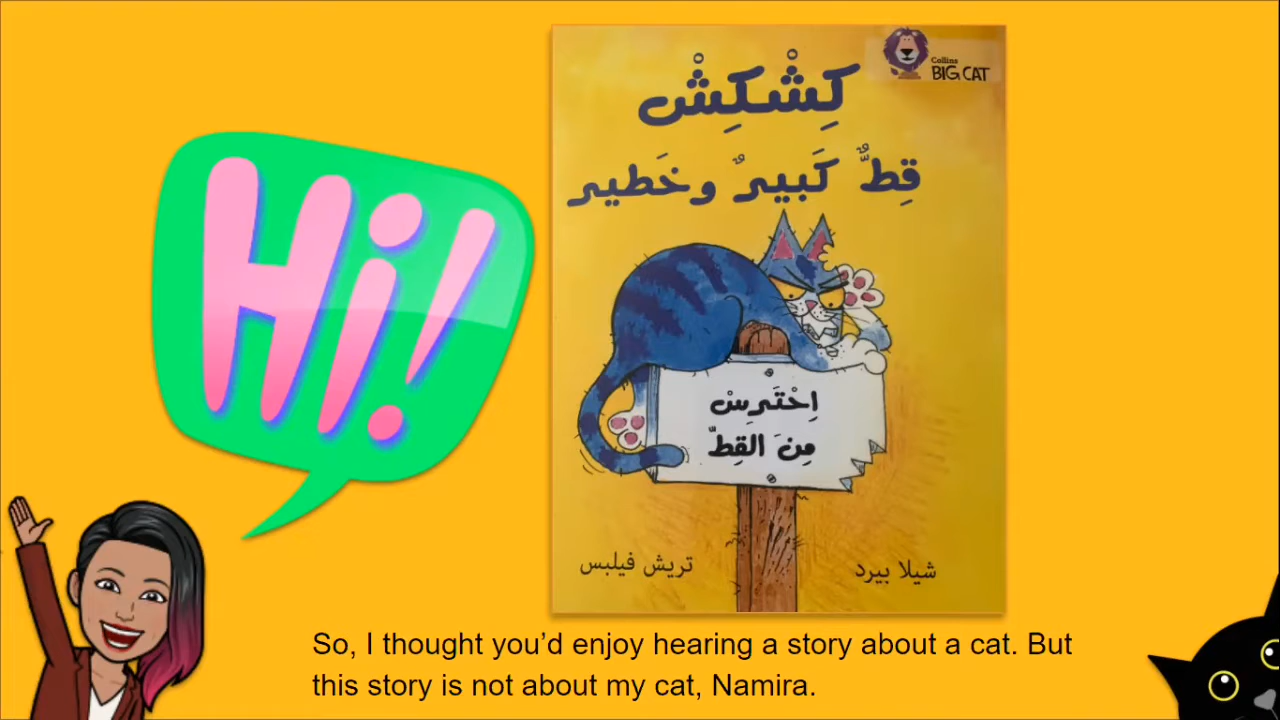 Hi!
Collins
BIG CAT
كِشْكِشْ
قِطٌّ كَبيرٌ وخَطير
اِحْتَرِسْ
مِنَ القِطِّ
شيلا بيرد
تريش فيلبس
So, I thought you’d enjoy hearing a story about a cat. But
this story is not about my cat, Namira.